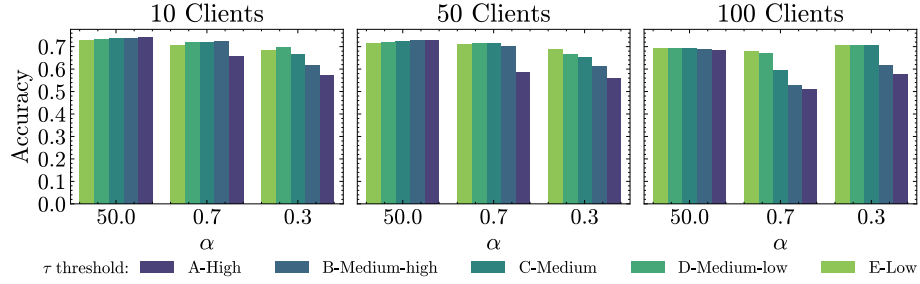 10 Clients 50 Clients 100 Clients
Accuracy
0.7
0.6
0.5
0.4
0.3
0.2
0.1
0.0
50.0 0.7 0.3 50.0 0.7 0.3 50.0 0.7 0.3
α α α
τ threshold: A-High B-Medium-high C-Medium D-Medium-low E-Low